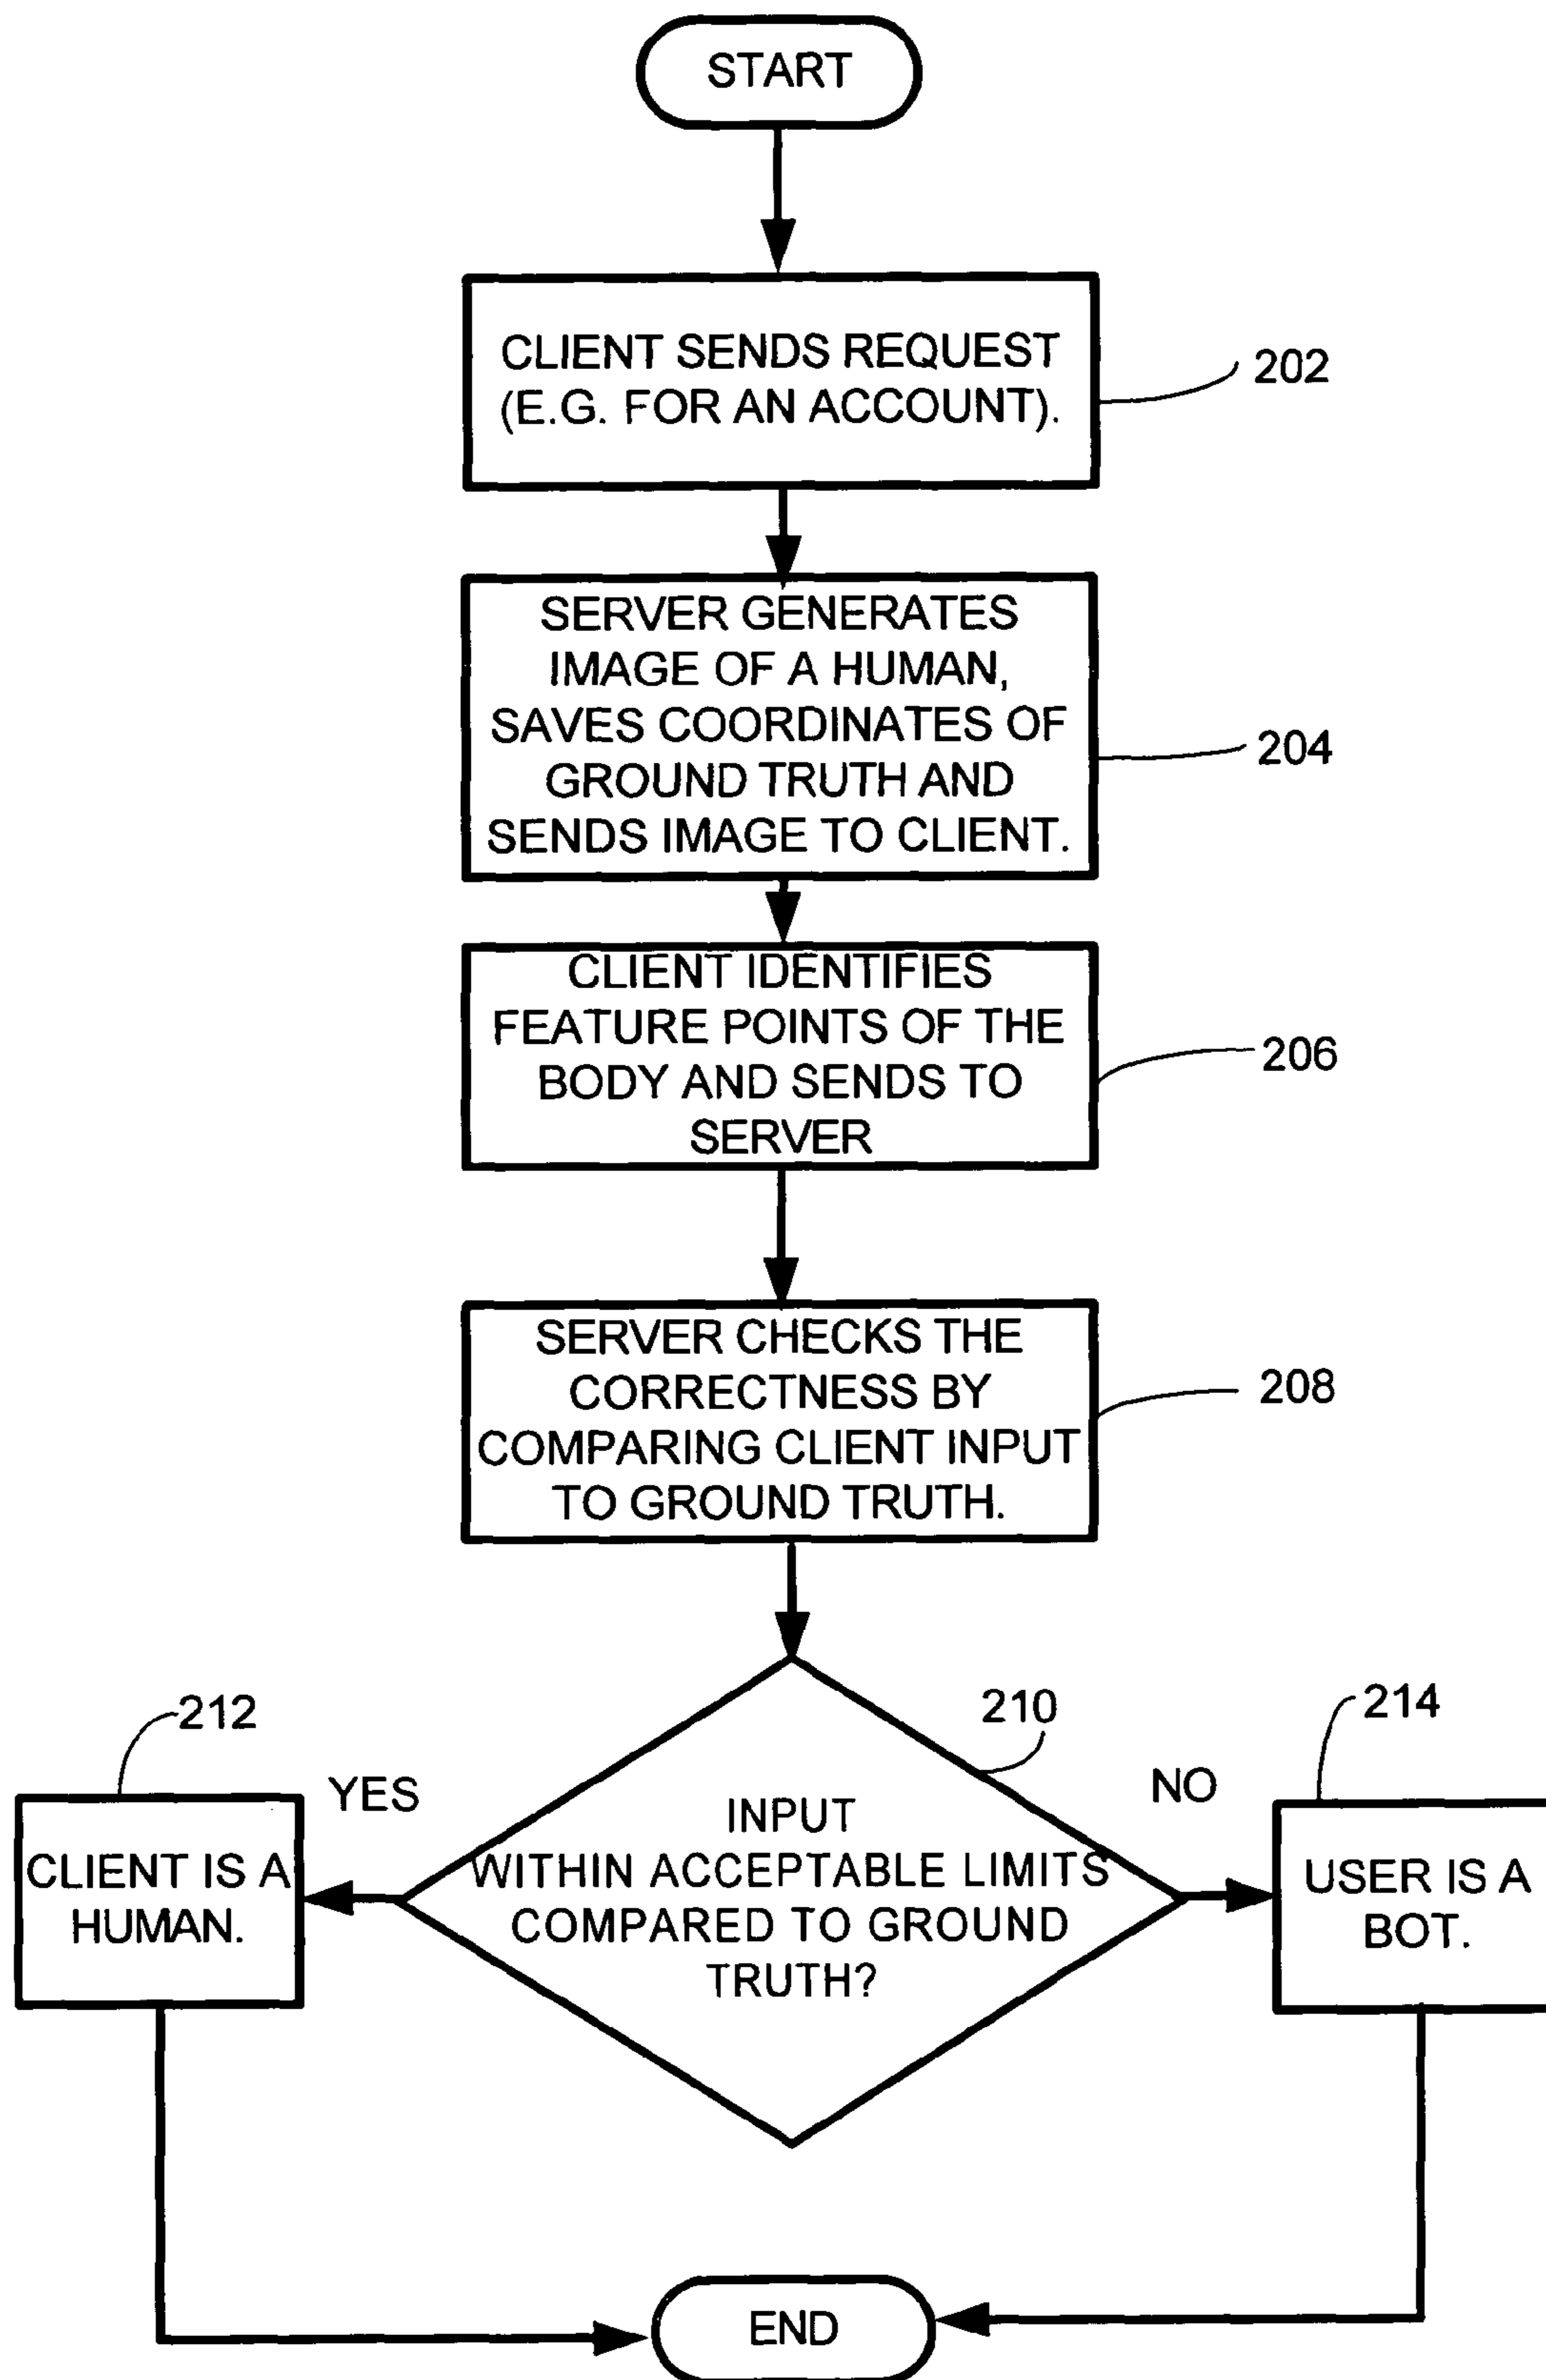 START
CLIENT SENDS REQUEST
(E.G. FOR AN ACCOUNT).
202
SERVER GENERATES
IMAGE OF A HUMAN,
SAVES COORDINATES OF
GROUND TRUTH AND
SENDS IMAGE TO CLIENT.
204
CLIENT IDENTIFIES
FEATURE POINTS OF THE
BODY AND SENDS TO
SERVER
206
SERVER CHECKS THE
CORRECTNESS BY
COMPARING CLIENT INPUT
TO GROUND TRUTH.
208
212
210
214
YES
NO
CLIENT IS A
HUMAN.
INPUT
WITHIN ACCEPTABLE LIMITS
COMPARED TO GROUND
TRUTH?
USER IS A
BOT.
END